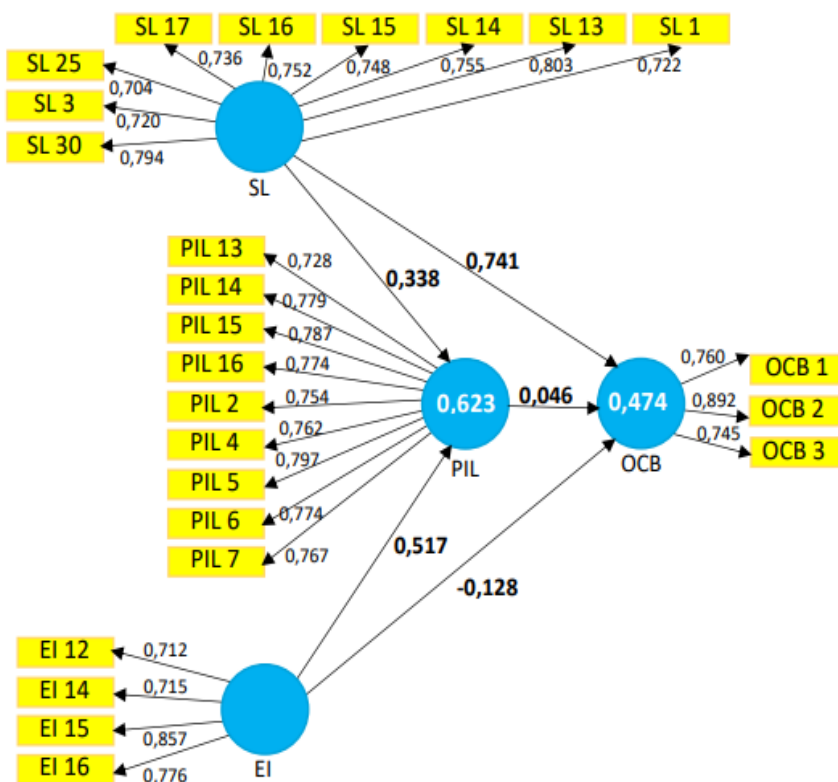 SL 17 SL 16 SL 15 SL 14 SL 13 SL 1
0,736 0,752 0,748 0,755 0,803 0,722
SL 25
0,704
SL 3
0,720
SL 30
0,794
SL
PIL 13
0,728
PIL 14
0,779
PIL 15
0,787
PIL 16
0,774
PIL 2
0,754
PIL 4
0,762
PIL 5
0,797
PIL 6
0,774
PIL 7
0,767
0,338
0,741
0,623
PIL
0,046
0,474
OCB
0,760
OCB 1
0,892
OCB 2
0,745
OCB 3
0,517
-0,128
EI 12
0,712
EI 14
0,715
EI 15
0,857
EI 16
0,776
EI